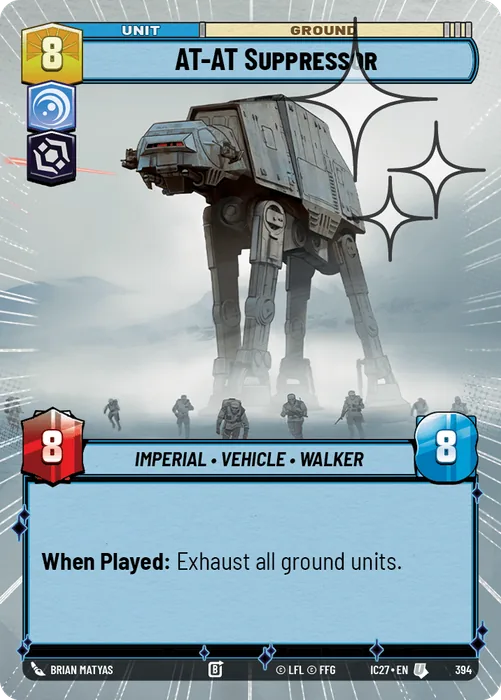 UNIT
GROUND
8
AT-AT Suppressor
8
IMPERIAL • VEHICLE • WALKER
8
When Played: Exhaust all ground units.
BRIAN MATYAS
B
© LFL © FFG
IC27 • EN
394